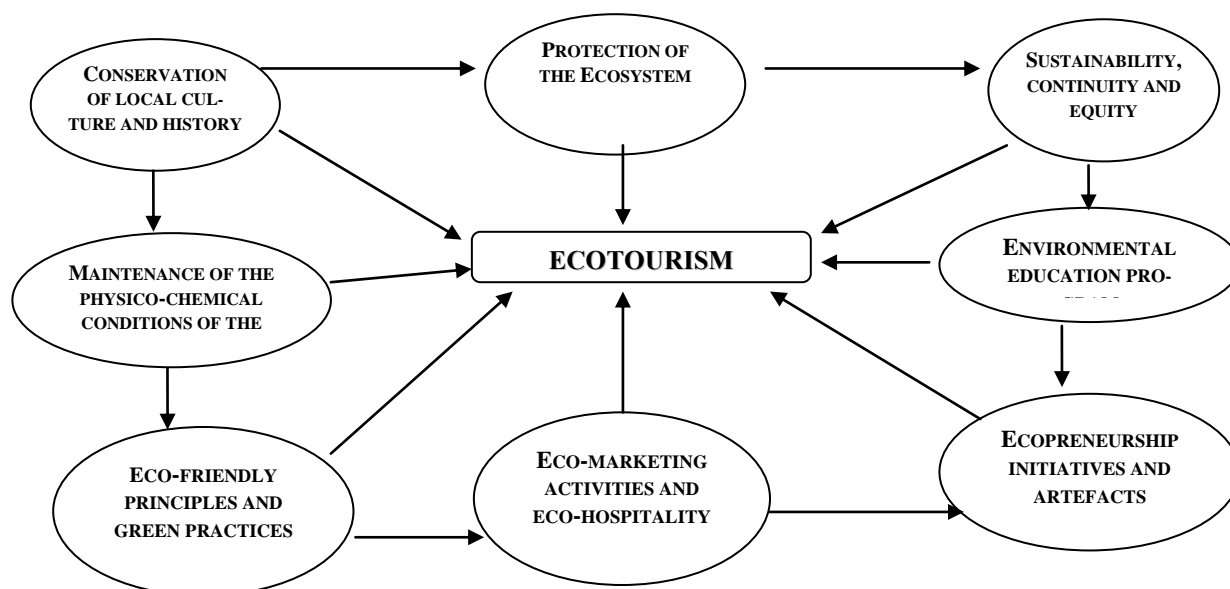 CONSERVATION
OF LOCAL CUL-
TURE AND HISTORY
PROTECTION OF
THE ECOSYSTEM
SUSTAINABILITY,
CONTINUITY AND
EQUITY
MAINTENANCE OF THE
PHYSICO-CHEMICAL
CONDITIONS OF THE
ECOTOURISM
ENVIRONMENTAL
EDUCATION PRO-
ECO-FRIENDLY
PRINCIPLES AND
GREEN PRACTICES
ECO-MARKETING
ACTIVITIES AND
ECO-HOSPITALITY
ECOPRENEURSHIP
INITIATIVES AND
ARTEFACTS